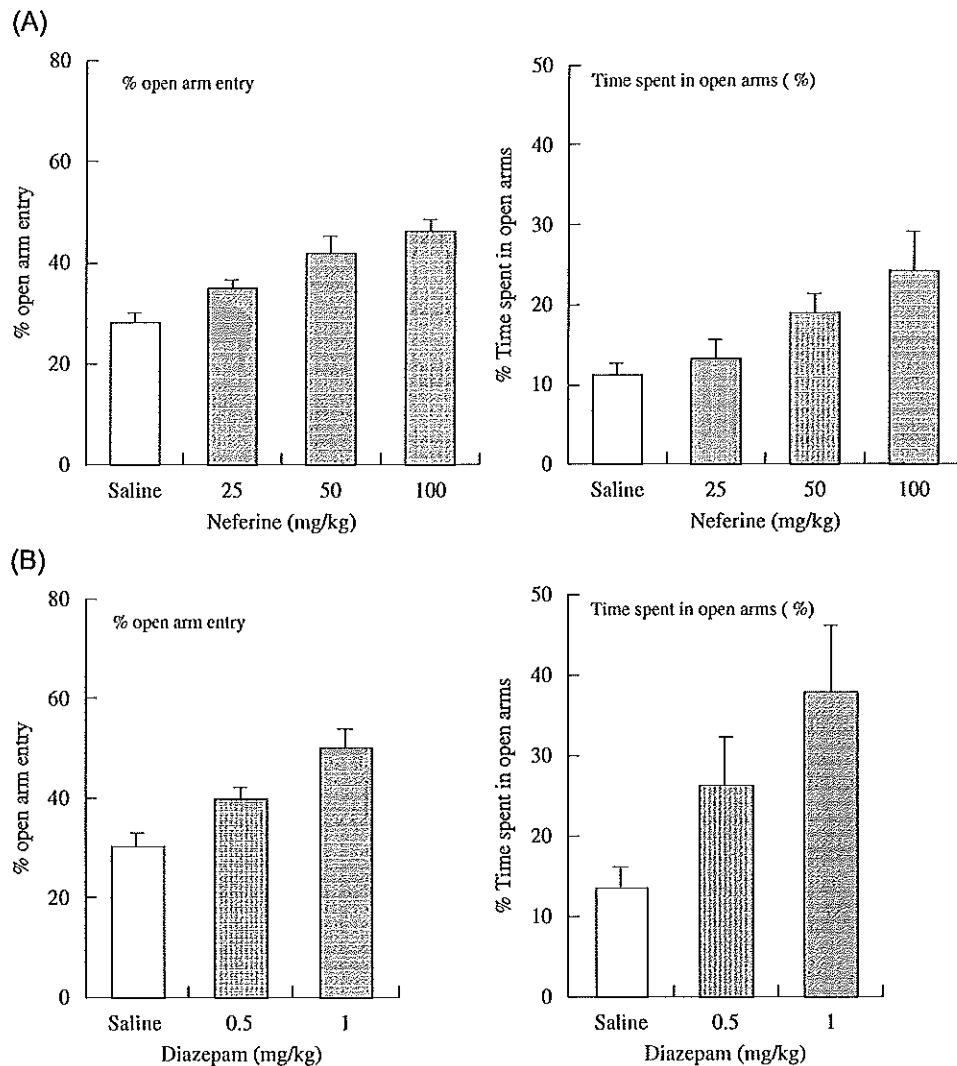 (A)
% open arm entry
80
60
40
20
0
% open arm entry
Saline 25 50 100
Neferine (mg/kg)
Time spent in open arms ( %)
50
40
30
20
10
0
% Time spent in open arms
Saline 25 50 100
Neferine (mg/kg)
(B)
% open arm entry
80
60
40
20
0
% open arm entry
Saline 0.5 1
Diazepam (mg/kg)
Time spent in open arms ( %)
50
40
30
20
10
0
% Time spent in open arms
Saline 0.5 1
Diazepam (mg/kg)